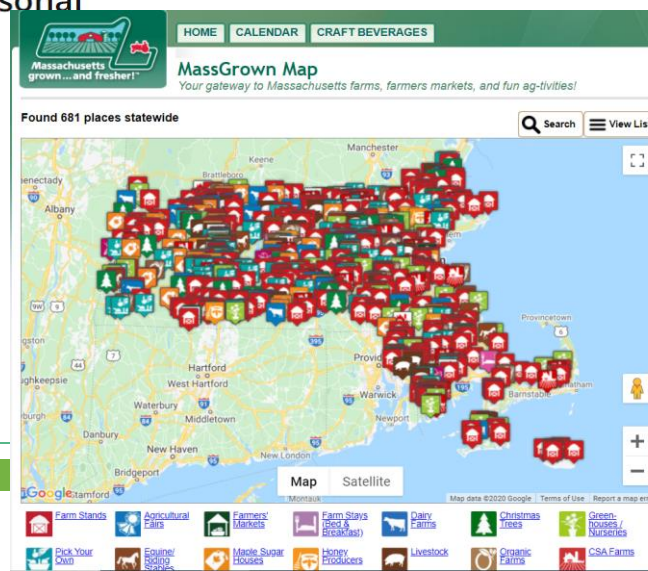 HOME CALENDAR CRAFT BEVERAGES
Massachusetts
grown...and fresher!
MassGrown Map
Your gateway to Massachusetts farms, farmers markets, and fun ag-tivities!
Found 681 places statewide
Search View Lis
Manchester
Keene
Brattleboro
enectady
Albany
Provincetown
Hartford
West Hartford
Waterbury
Middletown
Danbury
New Haven
New London
Bridgeport
Warwick
Newport
Barnstable
Map Satellite
Google
Montauk
Map data ©2020 Google Terms of Use Report a map err
Farm Stands
Agricultural Fairs
Farmers' Markets
Farm Stays (Bed & Breakfast)
Dairy Farms
Christmas Trees
Green-houses / Nurseries
Pick Your Own
Equine/ Riding Stables
Maple Sugar Houses
Honey Producers
Livestock
Organic Farms
CSA Farms